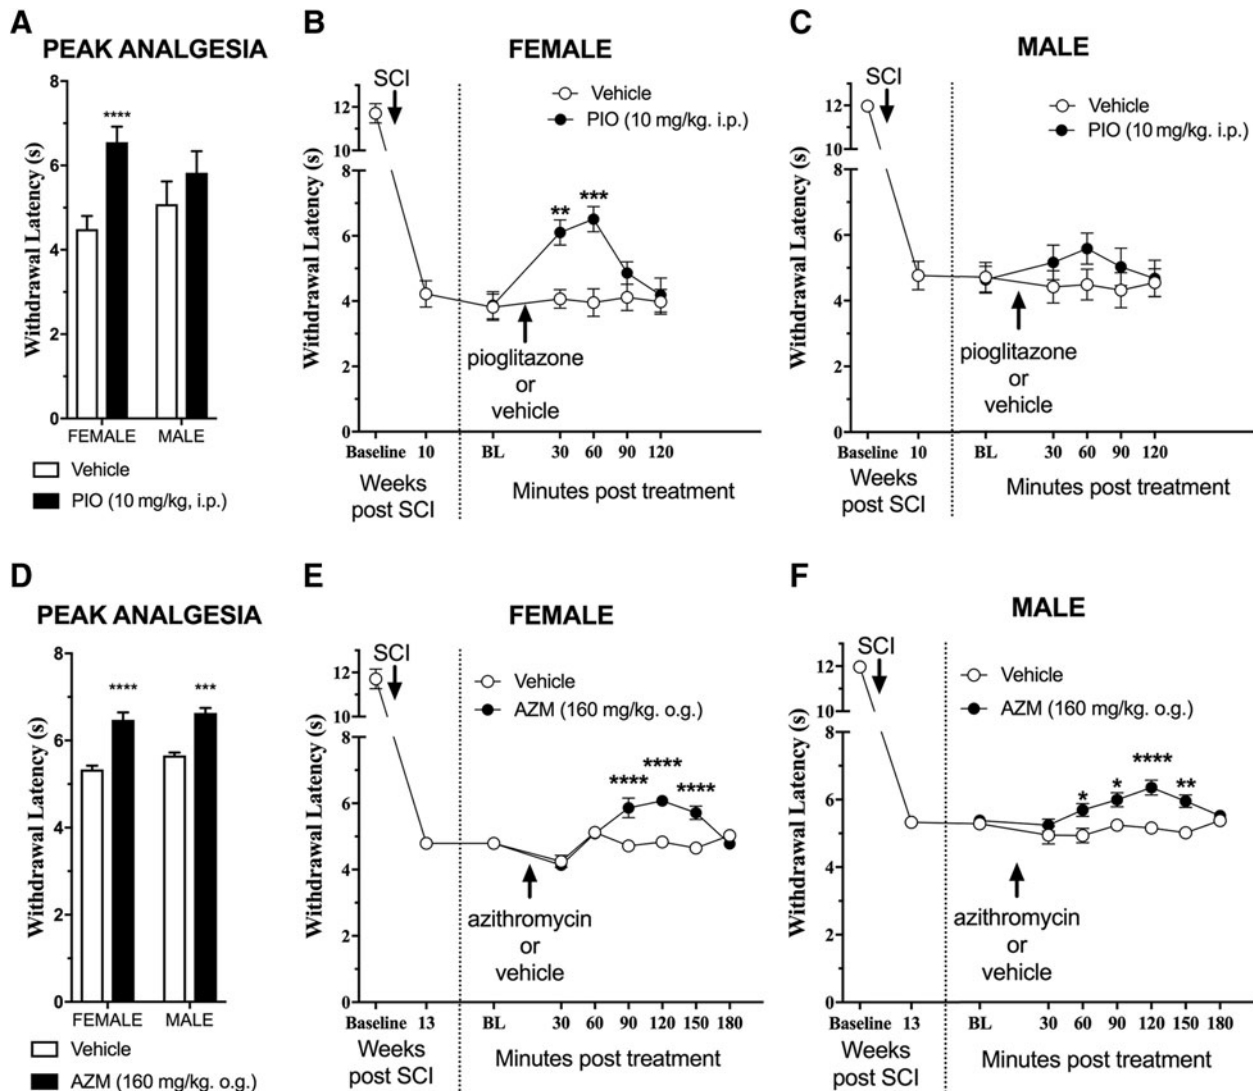 A
PEAK ANALGESIA
Withdrawal Latency (s)
8
6
4
2
0
****
FEMALE MALE
Vehicle
PIO (10 mg/kg, i.p.)
B
FEMALE
SCI
Vehicle
PIO (10 mg/kg. i.p.)
Withdrawal Latency (s)
12
10
8
6
4
2
0
** ***
pioglitazone
or
vehicle
Baseline 10 BL 30 60 90 120
Weeks
post SCI
Minutes post treatment
C
MALE
SCI
Vehicle
PIO (10 mg/kg. i.p.)
Withdrawal Latency (s)
12
10
8
6
4
2
0
pioglitazone
or
vehicle
Baseline 10 BL 30 60 90 120
Weeks
post SCI
Minutes post treatment
D
PEAK ANALGESIA
Withdrawal Latency (s)
8
6
4
2
0
**** ***
FEMALE MALE
Vehicle
AZM (160 mg/kg. o.g.)
E
FEMALE
SCI
Vehicle
AZM (160 mg/kg. o.g.)
Withdrawal Latency (s)
12
10
8
6
4
2
0
**** **** ****
azithromycin
or
vehicle
Baseline 13 BL 30 60 90 120 150 180
Weeks
post SCI
Minutes post treatment
F
MALE
SCI
Vehicle
AZM (160 mg/kg. o.g.)
Withdrawal Latency (s)
12
10
8
6
4
2
0
* * **** **
azithromycin
or
vehicle
Baseline 13 BL 30 60 90 120 150 180
Weeks
post SCI
Minutes post treatment